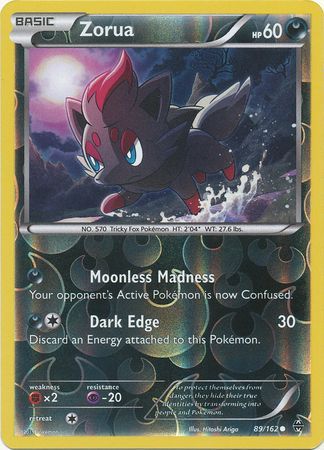 BASIC
Zorua HP60
NO. 570 Tricky Fox Pokémon HT: 2'04" WT: 27.6 lbs.
Moonless Madness
Your opponent's Active Pokémon is now Confused.
Dark Edge 30
Discard an Energy attached to this Pokémon.
weakness resistance
×2 -20
To protect themselves from
danger, they hide their true
identities by transforming into
people and Pokémon.
retreat
Illus. Hitoshi Ariga 89/162